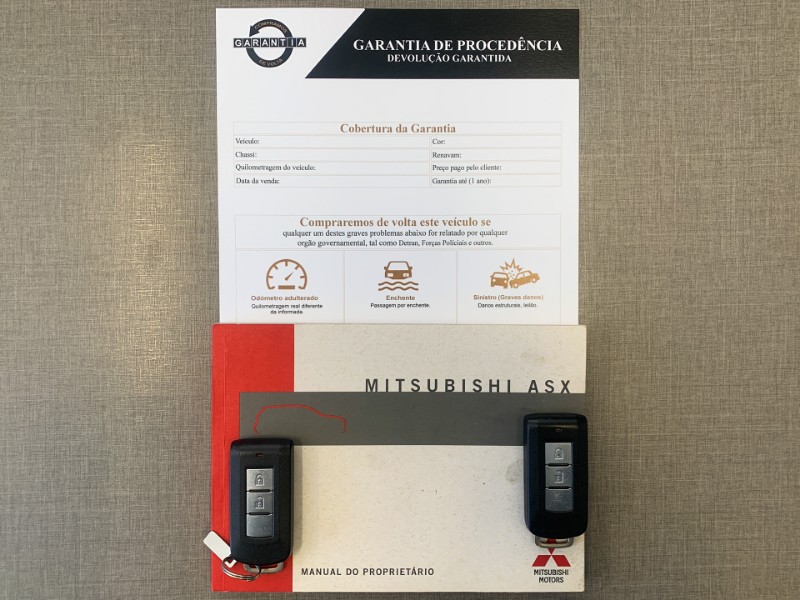 COMPRAMOS
GARANTIA
DE VOLTA
GARANTIA DE PROCEDÊNCIA
DEVOLUÇÃO GARANTIDA
Cobertura da Garantia
Veículo:
Cor:
Chassi:
Renavam:
Quilometragem do veículo:
Preço pago pelo cliente:
Data da venda:
Garantia até (1 ano):
Compraremos de volta este veículo se
qualquer um destes graves problemas abaixo for relatado por qualquer
orgão governamental, tal como Detran, Forças Policiais e outros.
Odômetro adulterado
Quilometragem real diferente
da informada.
Enchente
Passagem por enchente.
Sinistro (Graves danos)
Danos estruturais, leilão.
MITSUBISHI ASX
MANUAL DO PROPRIETÁRIO
MITSUBISHI
MOTORS